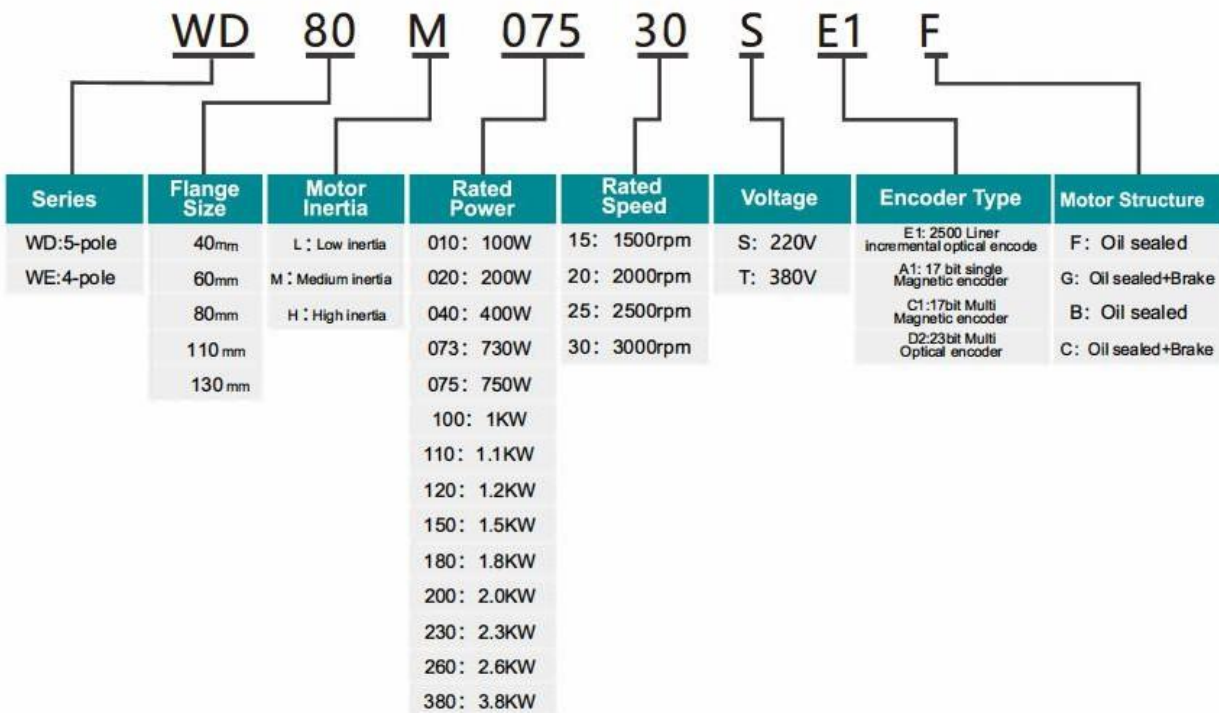 WD 80 M 075 30 S E1 F
Series
Flange
Size
Motor
Inertia
Rated
Power
Rated
Speed
Voltage
Encoder Type
Motor Structure
WD:5-pole
WE:4-pole
40mm
60mm
80mm
110 mm
130 mm
L：Low inertia
M：Medium inertia
H：High inertia
010：100W
020：200W
040：400W
073：730W
075：750W
100：1KW
110：1.1KW
120：1.2KW
150：1.5KW
180：1.8KW
200：2.0KW
230：2.3KW
260：2.6KW
380：3.8KW
15：1500rpm
20：2000rpm
25：2500rpm
30：3000rpm
S：220V
T：380V
E1: 2500 Liner
incremental optical encode
A1: 17 bit single
Magnetic encoder
C1:17bit Multi
Magnetic encoder
D2:23bit Multi
Optical encoder
F：Oil sealed
G：Oil sealed+Brake
B：Oil sealed
C：Oil sealed+Brake